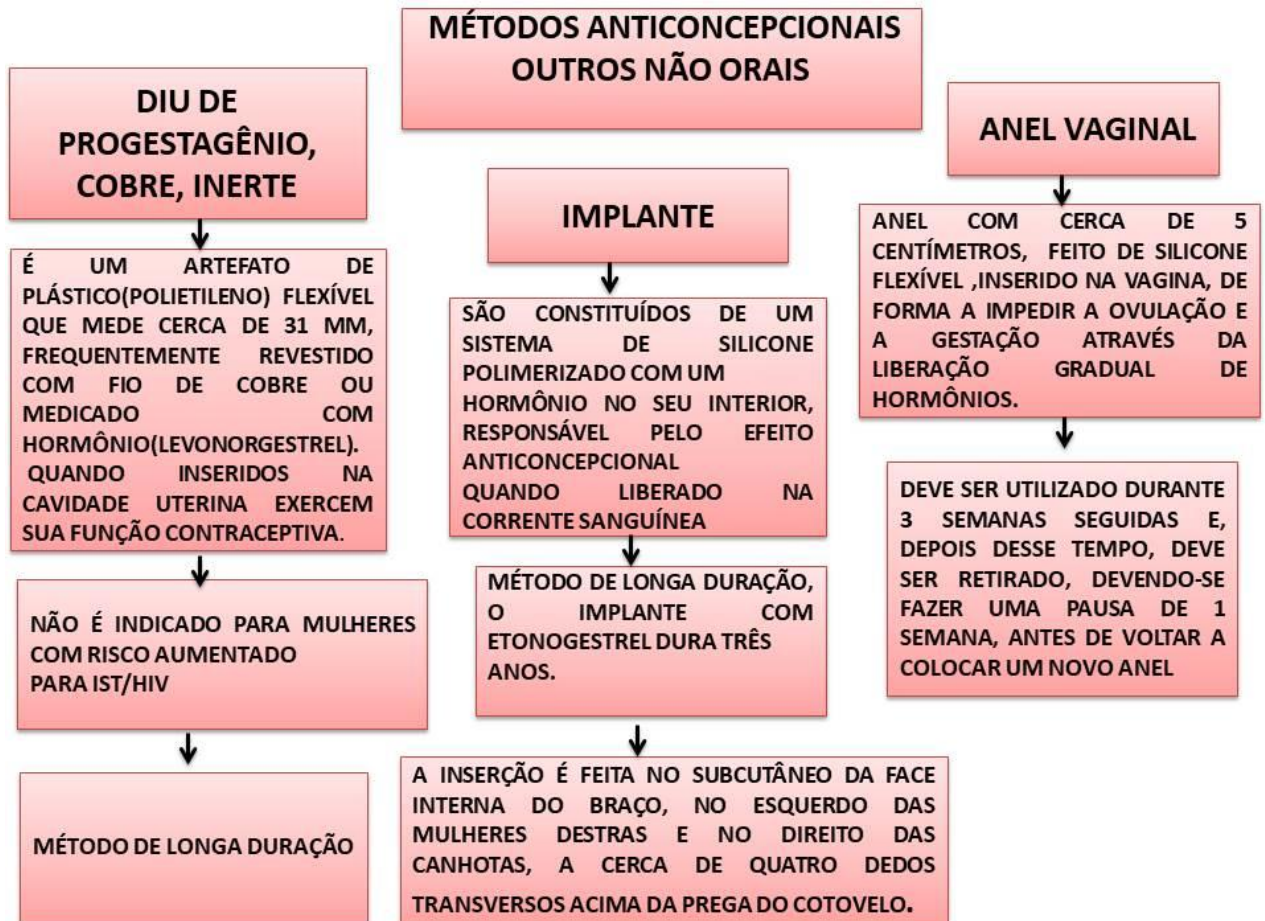 MÉTODOS ANTICONCEPCIONAIS
OUTROS NÃO ORAIS
DIU DE
PROGESTAGÊNIO,
COBRE, INERTE
É UM ARTEFATO DE
PLÁSTICO(POLIETILENO) FLEXÍVEL
QUE MEDE CERCA DE 31 MM,
FREQUENTEMENTE REVESTIDO
COM FIO DE COBRE OU
MEDICADO COM
HORMÔNIO(LEVONORGESTREL).
QUANDO INSERIDOS NA
CAVIDADE UTERINA EXERCEM
SUA FUNÇÃO CONTRACEPTIVA.
NÃO É INDICADO PARA MULHERES
COM RISCO AUMENTADO
PARA IST/HIV
MÉTODO DE LONGA DURAÇÃO
IMPLANTE
SÃO CONSTITUÍDOS DE UM
SISTEMA DE SILICONE
POLIMERIZADO COM UM
HORMÔNIO NO SEU INTERIOR,
RESPONSÁVEL PELO EFEITO
ANTICONCEPCIONAL
QUANDO LIBERADO NA
CORRENTE SANGUÍNEA
MÉTODO DE LONGA DURAÇÃO,
O IMPLANTE COM
ETONOGESTREL DURA TRÊS
ANOS.
A INSERÇÃO É FEITA NO SUBCUTÂNEO DA FACE
INTERNA DO BRAÇO, NO ESQUERDO DAS
MULHERES DESTRAS E NO DIREITO DAS
CANHOTAS, A CERCA DE QUATRO DEDOS
TRANSVERSOS ACIMA DA PREGA DO COTOVELO.
ANEL VAGINAL
ANEL COM CERCA DE 5
CENTÍMETROS, FEITO DE SILICONE
FLEXÍVEL ,INSERIDO NA VAGINA, DE
FORMA A IMPEDIR A OVULAÇÃO E
A GESTAÇÃO ATRAVÉS DA
LIBERAÇÃO GRADUAL DE
HORMÔNIOS.
DEVE SER UTILIZADO DURANTE
3 SEMANAS SEGUIDAS E,
DEPOIS DESSE TEMPO, DEVE
SER RETIRADO, DEVENDO-SE
FAZER UMA PAUSA DE 1
SEMANA, ANTES DE VOLTAR A
COLOCAR UM NOVO ANEL